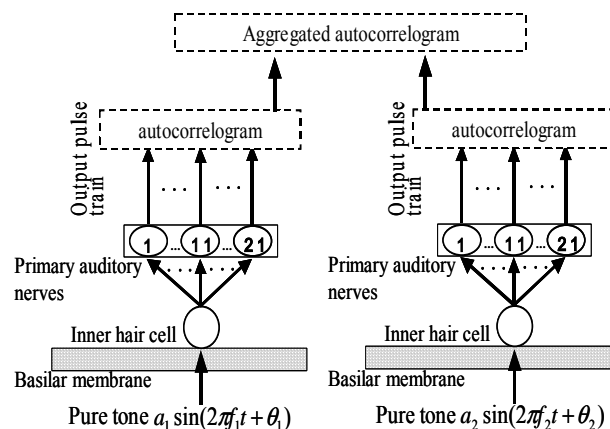 Aggregated autocorrelogram
Output pulse
train
autocorrelogram
. . . . . .
1 ... 11 ... 21
Primary auditory
nerves
Inner hair cell
Basilar membrane
Pure tone a₁ sin(2πf₁t + θ₁)
Output pulse
train
autocorrelogram
. . . . . .
1 ... 11 ... 21
Primary auditory
nerves
Inner hair cell
Basilar membrane
Pure tone a₂ sin(2πf₂t + θ₂)